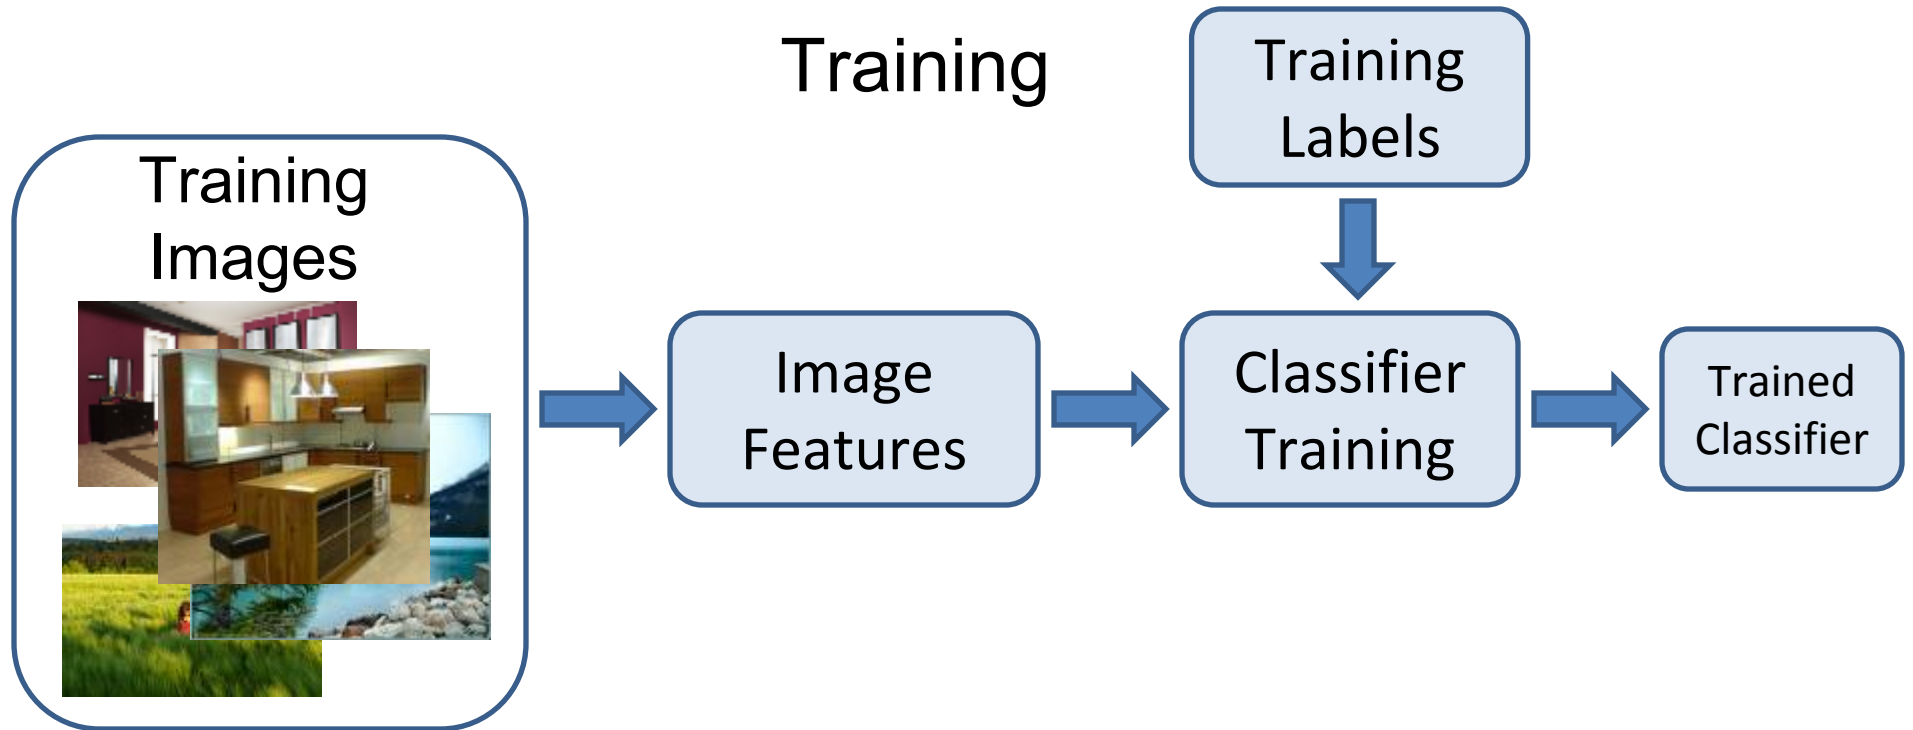 Training
Training
Labels
Training
Images
Image
Features
Classifier
Training
Trained
Classifier